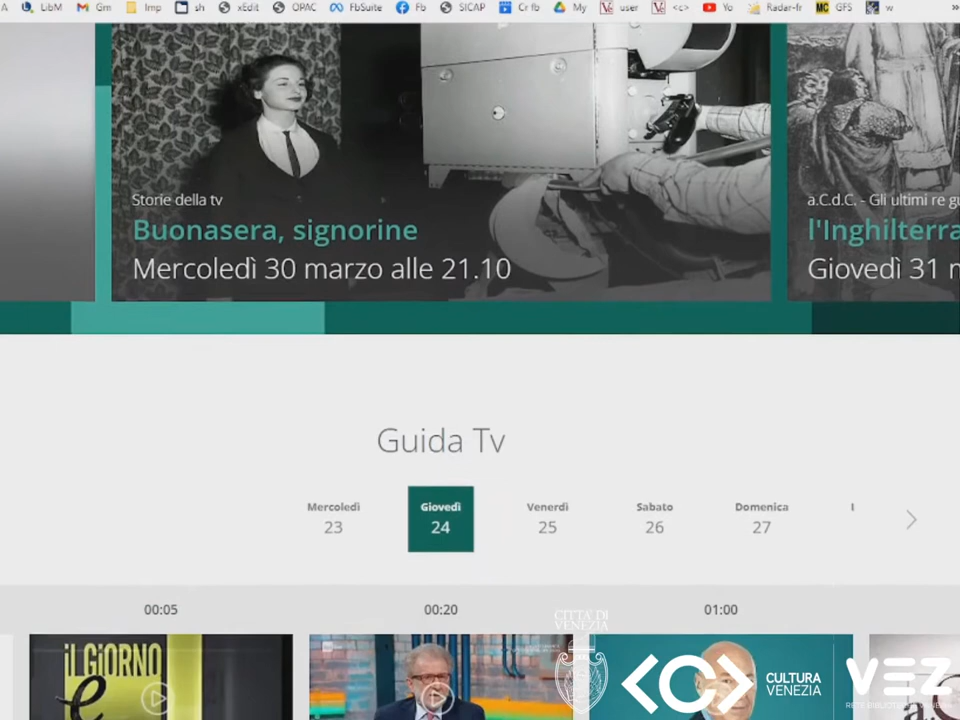 A LibM Gm Imp sh xEdit OPAC FbSuite Fb SICAP Cr fb My user <c> Yo Radar-fr MC GFS w »
Storie della tv
Buonasera, signorine
Mercoledì 30 marzo alle 21.10
a.C.d.C. - Gli ultimi re
l'Inghilterra
Giovedì 31
Guida Tv
Mercoledì Giovedì Venerdì Sabato Domenica
23 24 25 26 27
00:05 00:20 01:00
iL GiORNO
e
CITTÀ DI
VENEZIA
<C>
CULTURA
VENEZIA
VEZ